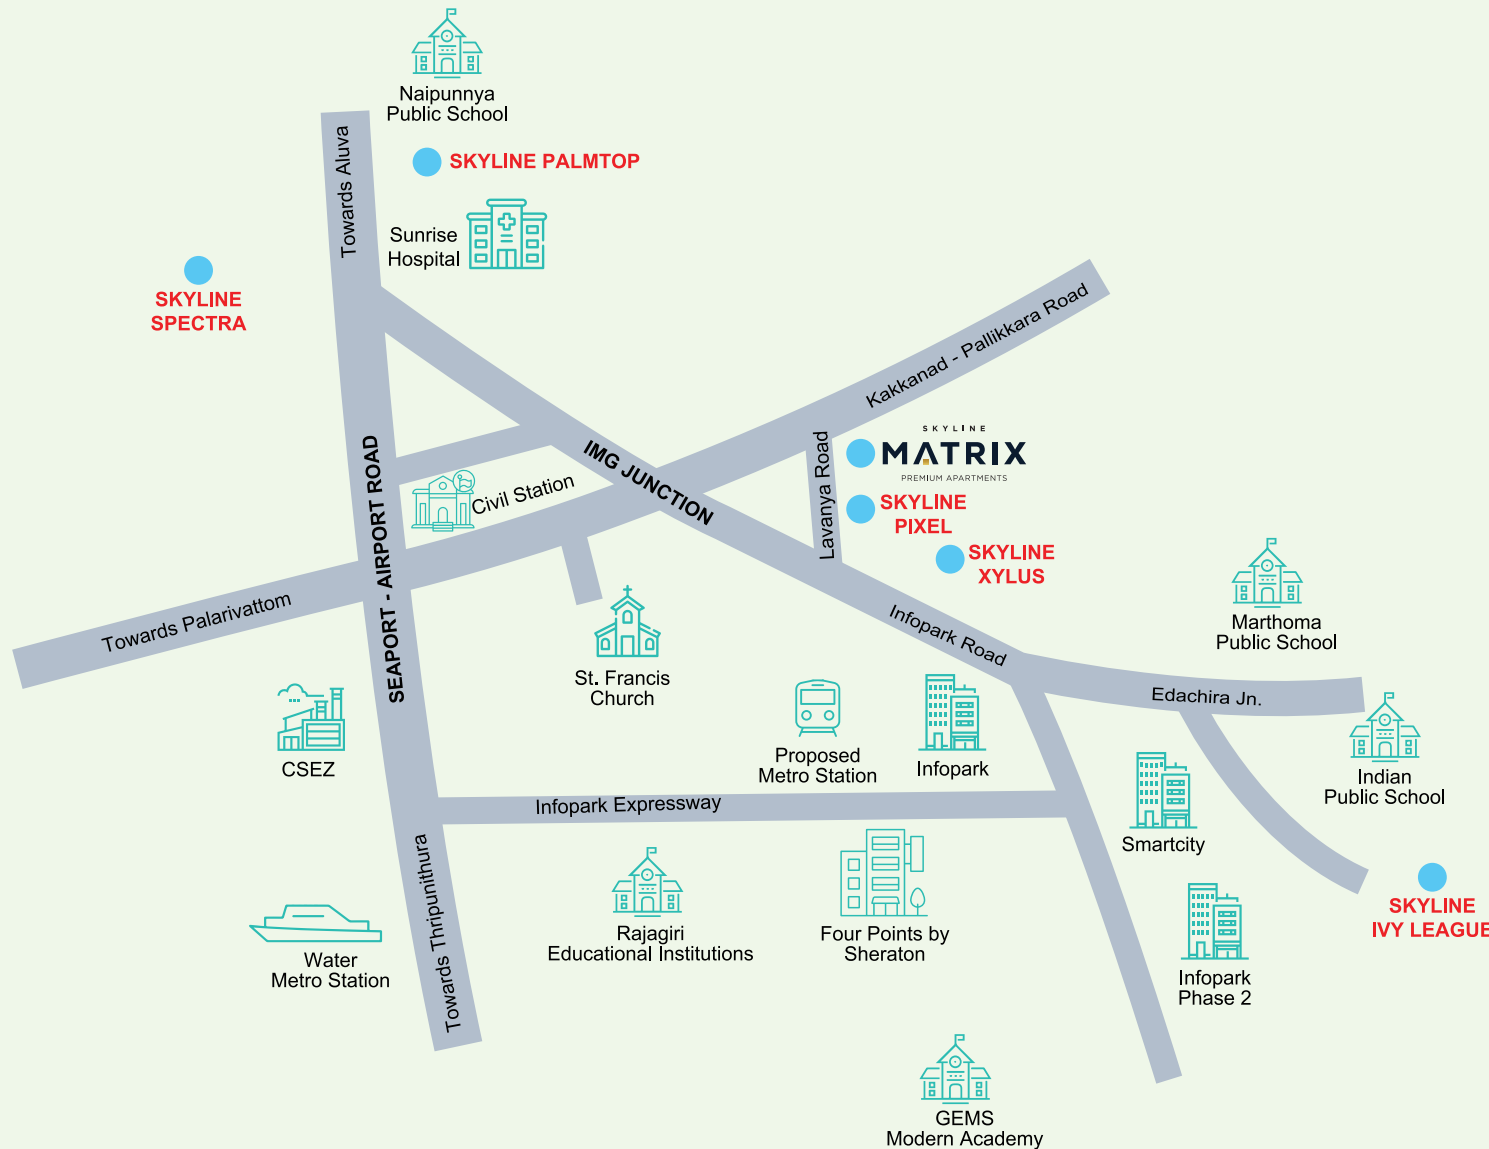 Naipunnya
Public School
SKYLINE PALMTOP
Towards Aluva
Sunrise
Hospital
SKYLINE
SPECTRA
Kakkanad - Pallikkara Road
SKYLINE
MATRIX
PREMIUM APARTMENTS
Lavanya Road
SKYLINE
PIXEL
SKYLINE
XYLUS
IMG JUNCTION
Civil Station
SEAPORT - AIRPORT ROAD
Towards Palarivattom
Infopark Road
Marthoma
Public School
St. Francis
Church
Edachira Jn.
CSEZ
Proposed
Metro Station
Infopark
Indian
Public School
Infopark Expressway
Smartcity
Towards Thripunithura
Rajagiri
Educational Institutions
Four Points by
Sheraton
SKYLINE
IVY LEAGUE
Water
Metro Station
Infopark
Phase 2
GEMS
Modern Academy